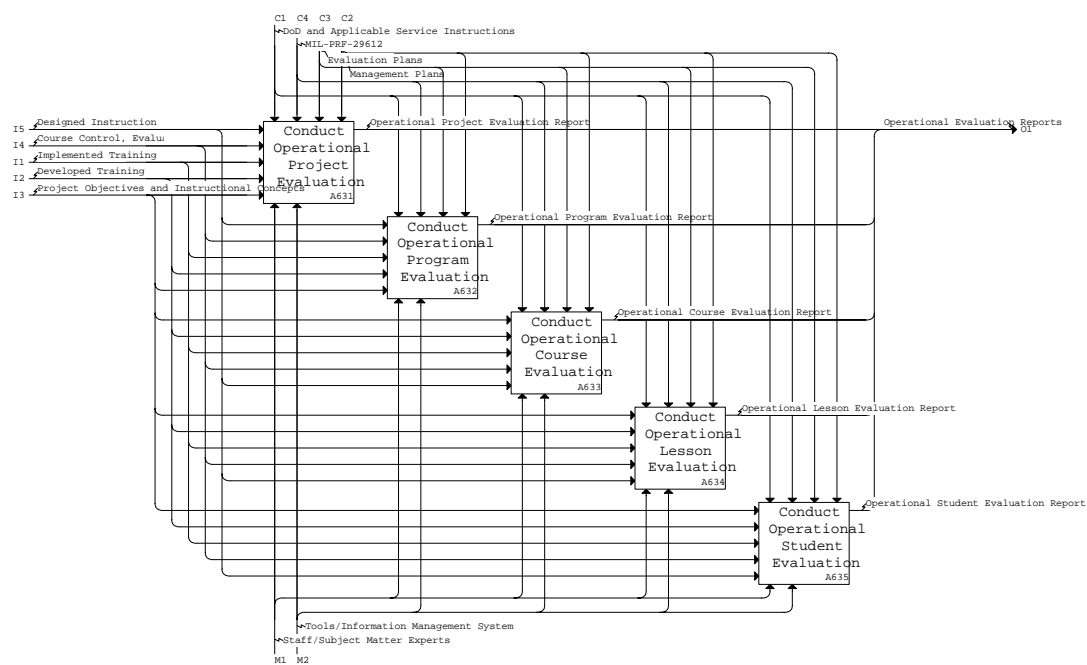 C1 C4 C3 C2
DoD and Applicable Service Instructions
MIL-PRF-29612
Evaluation Plans
Management Plans
I5 Designed Instruction
I4 Course Control, Evalu
I1 Implemented Training
I2 Developed Training
I3 Project Objectives and Instructional Concepts
Conduct
Operational
Project
Evaluation
A631
Operational Project Evaluation Report
Operational Evaluation Reports
O1
Conduct
Operational
Program
Evaluation
A632
Operational Program Evaluation Report
Conduct
Operational
Course
Evaluation
A633
Operational Course Evaluation Report
Conduct
Operational
Lesson
Evaluation
A634
Operational Lesson Evaluation Report
Conduct
Operational
Student
Evaluation
A635
Operational Student Evaluation Report
Tools/Information Management System
Staff/Subject Matter Experts
M1 M2